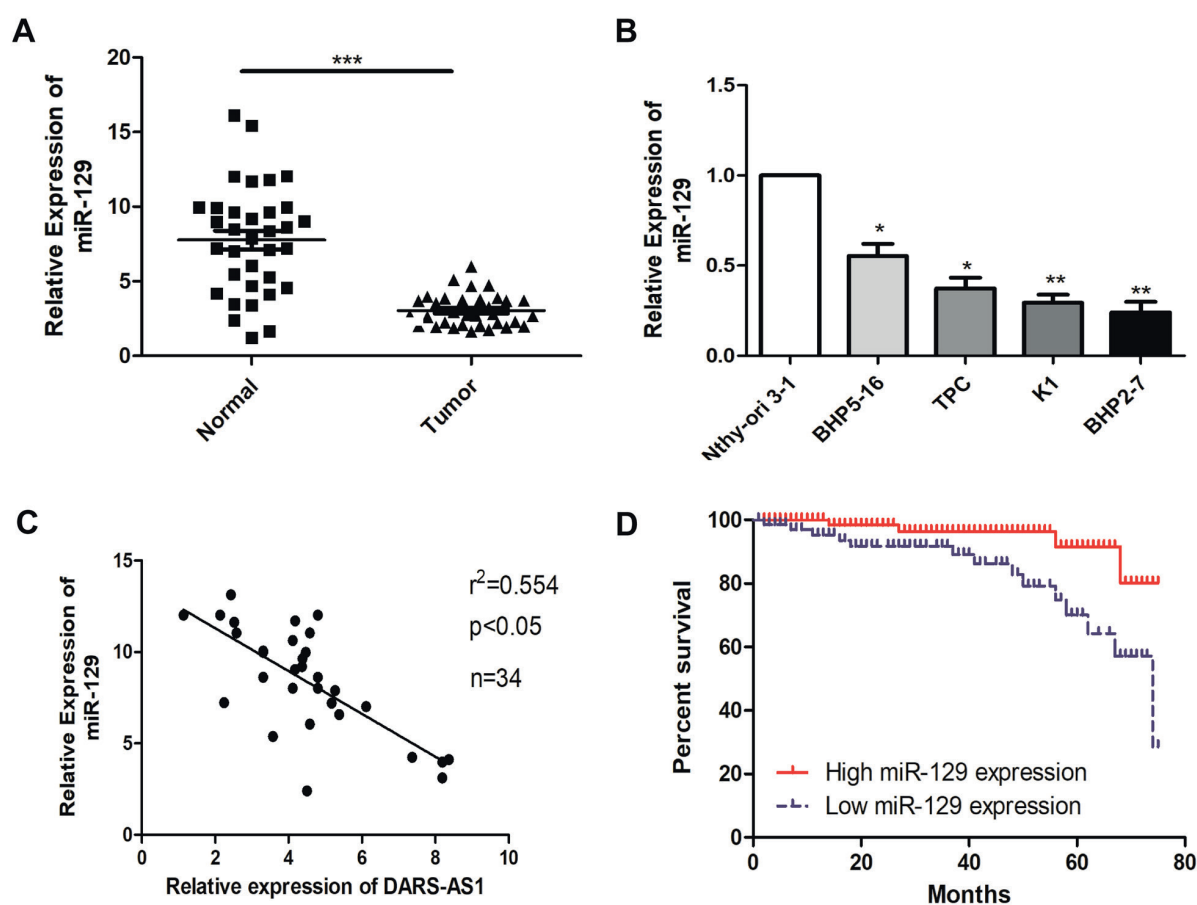 A
Relative Expression of
miR-129
20
15
10
5
0
***
Normal
Tumor
B
Relative Expression of
miR-129
1.5
1.0
0.5
0.0
*
*
**
**
Nthy-ori 3-1
BHP5-16
TPC
K1
BHP2-7
C
Relative Expression of
miR-129
15
10
5
0
r²=0.554
p<0.05
n=34
0 2 4 6 8 10
Relative expression of DARS-AS1
D
Percent survival
100
80
60
40
20
0
High miR-129 expression
Low miR-129 expression
0 20 40 60 80
Months